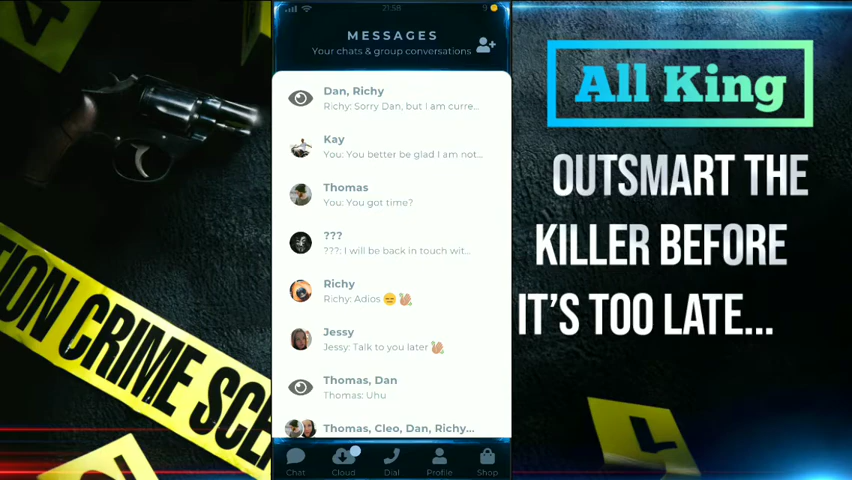 21:58
9
MESSAGES
Your chats & group conversations
Dan, Richy
Richy: Sorry Dan, but I am curre...
Kay
You: You better be glad I am not...
Thomas
You: You got time?
???
???: I will be back in touch wit...
Richy
Richy: Adios 😑👋🏼
Jessy
Jessy: Talk to you later 👋🏼
Thomas, Dan
Thomas: Uhu
Thomas, Cleo, Dan, Richy...
Chat
Cloud
Dial
Profile
Shop
All King
OUTSMART THE
KILLER BEFORE
IT'S TOO LATE...
ION CRIME SCE
4
L